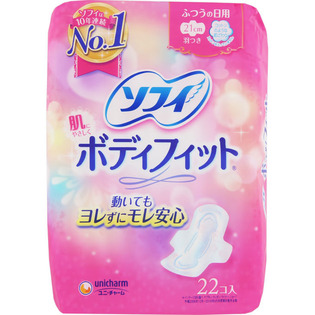 ソフィは
10年連続
No.1
ふつうの日用
21cm
羽つき
ソフィ
肌に
やさしく
ボディフィット
動いても
ヨレずにモレ安心
unicharm
ユニ・チャーム
22コ入